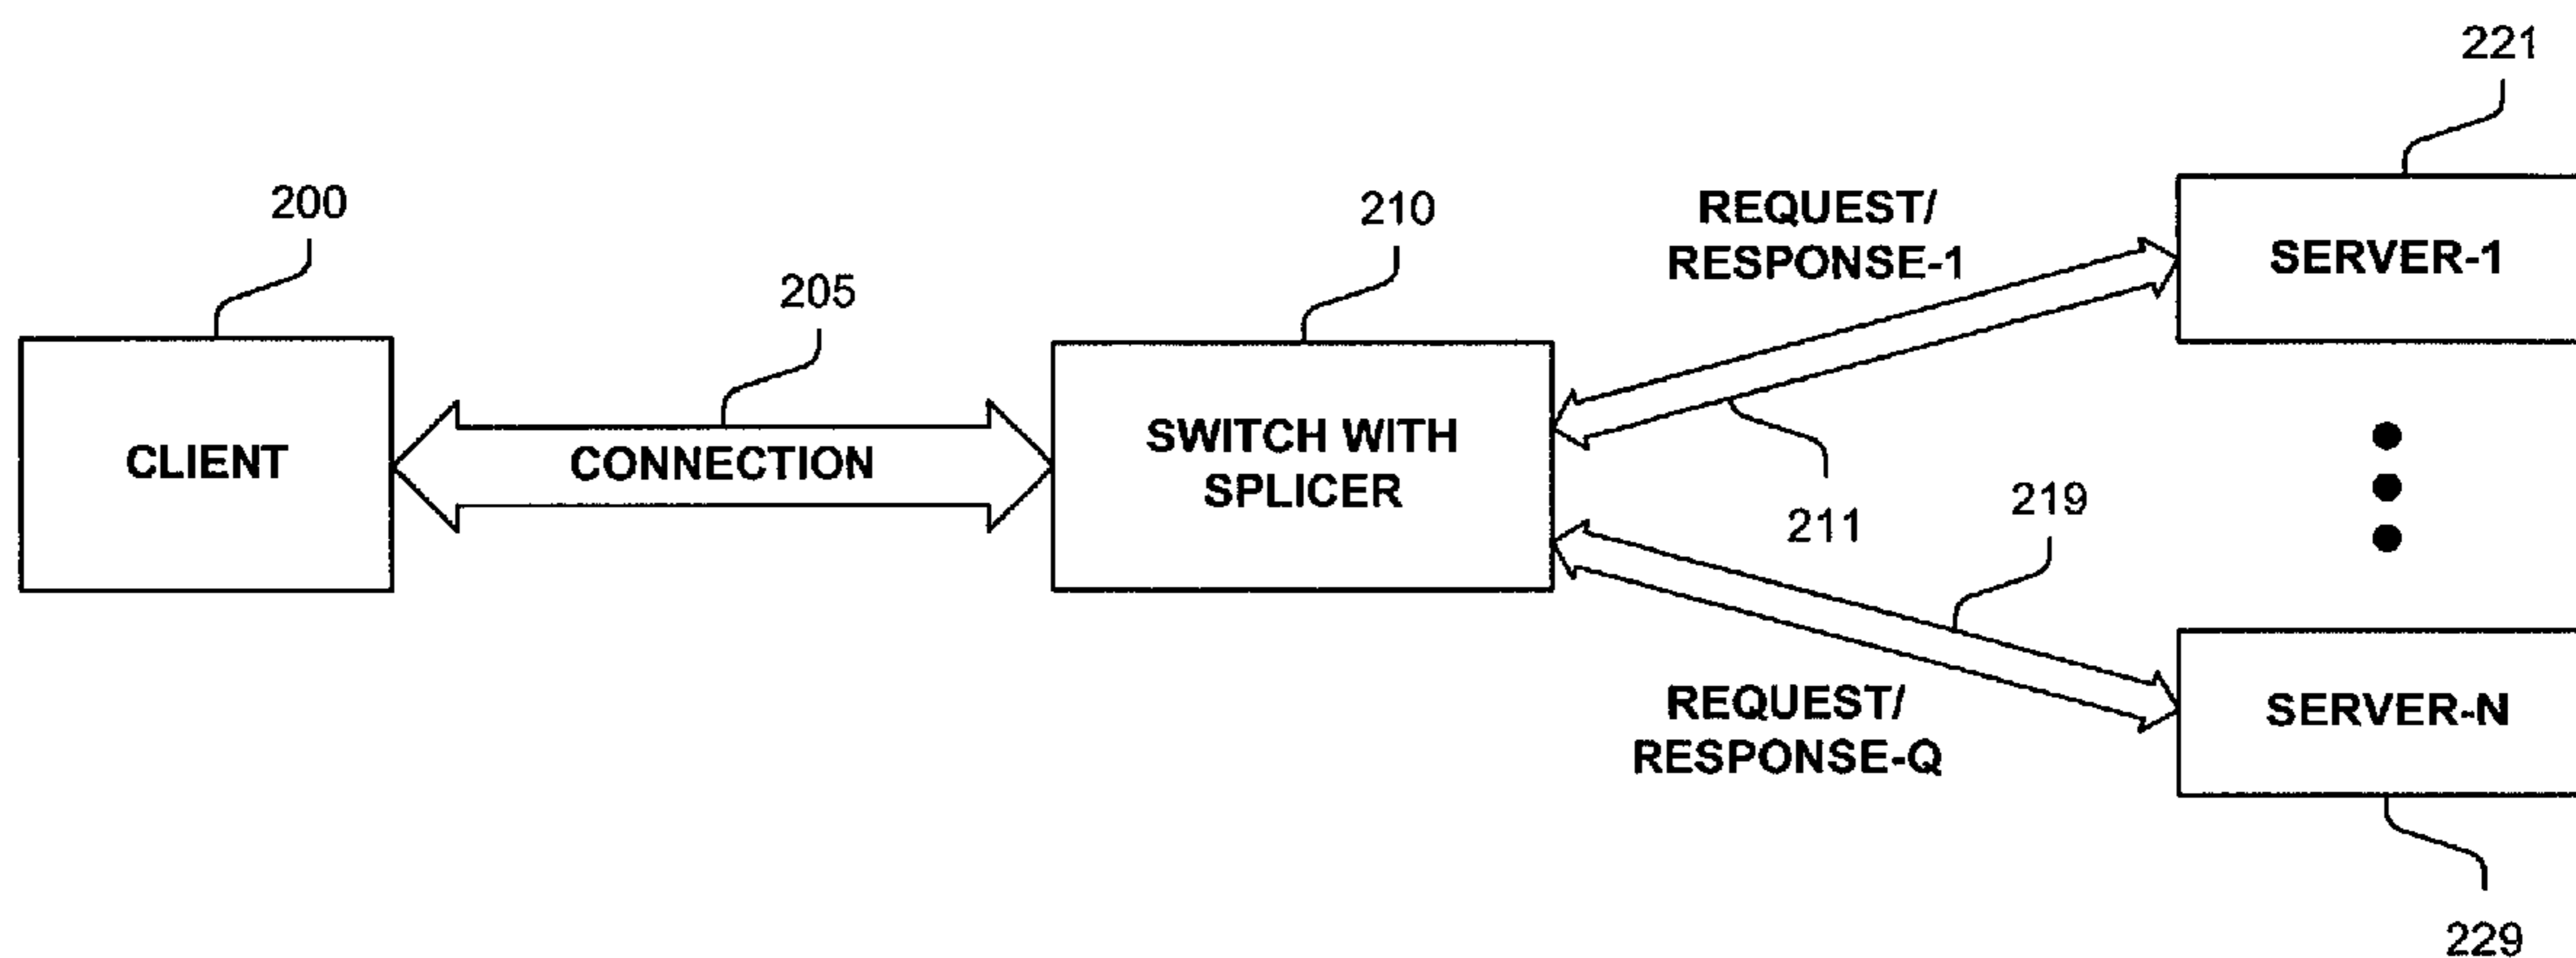 221
200
210
REQUEST/
RESPONSE-1
SERVER-1
205
CLIENT
CONNECTION
SWITCH WITH
SPLICER
211
219
REQUEST/
RESPONSE-Q
SERVER-N
229